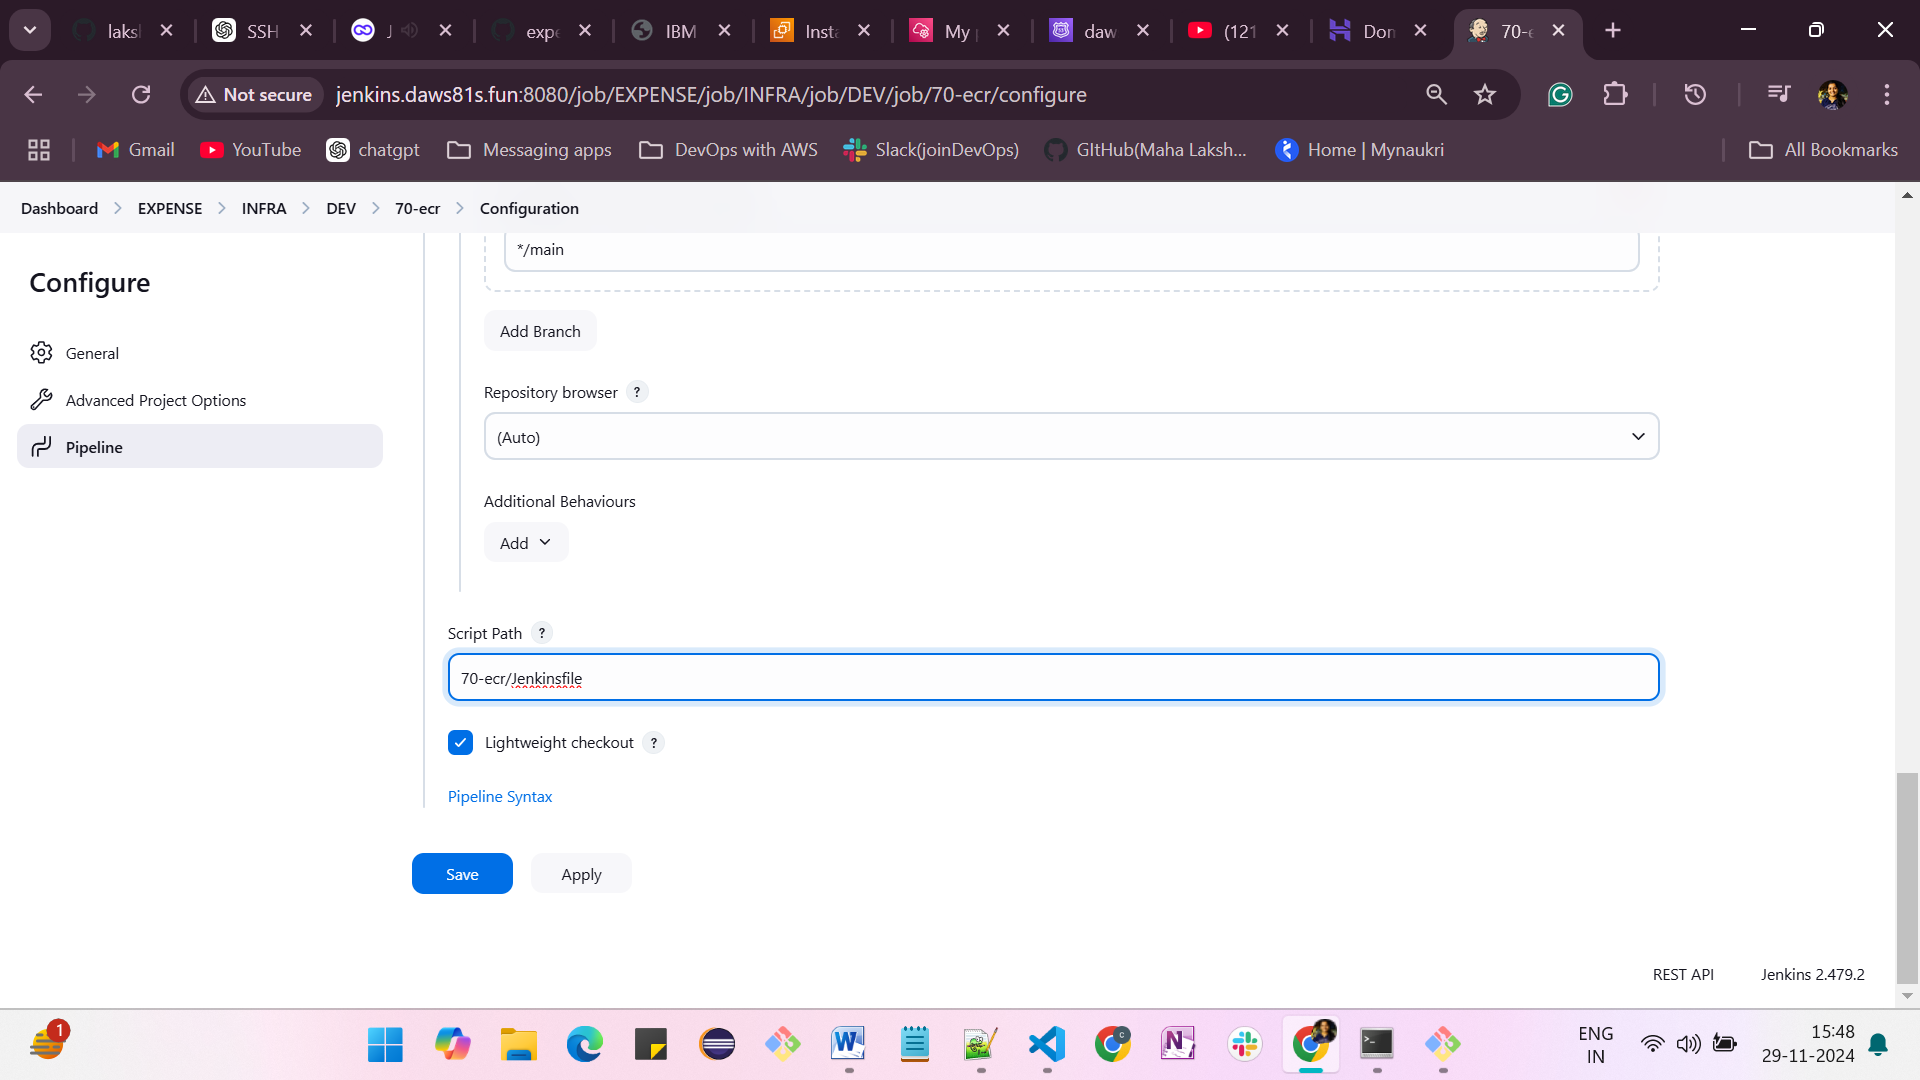 laks
SSH
J
expe
IBM
Insta
My
daw
(121
Don
70-e
Not secure
jenkins.daws81s.fun:8080/job/EXPENSE/job/INFRA/job/DEV/job/70-ecr/configure
Gmail
YouTube
chatgpt
Messaging apps
DevOps with AWS
Slack(joinDevOps)
GItHub(Maha Laksh...
Home | Mynaukri
All Bookmarks
Dashboard
EXPENSE
INFRA
DEV
70-ecr
Configuration
Configure
General
Advanced Project Options
Pipeline
*/main
Add Branch
Repository browser ?
(Auto)
Additional Behaviours
Add
Script Path ?
70-ecr/Jenkinsfile
Lightweight checkout ?
Pipeline Syntax
Save
Apply
REST API
Jenkins 2.479.2
1
ENG
IN
15:48
29-11-2024